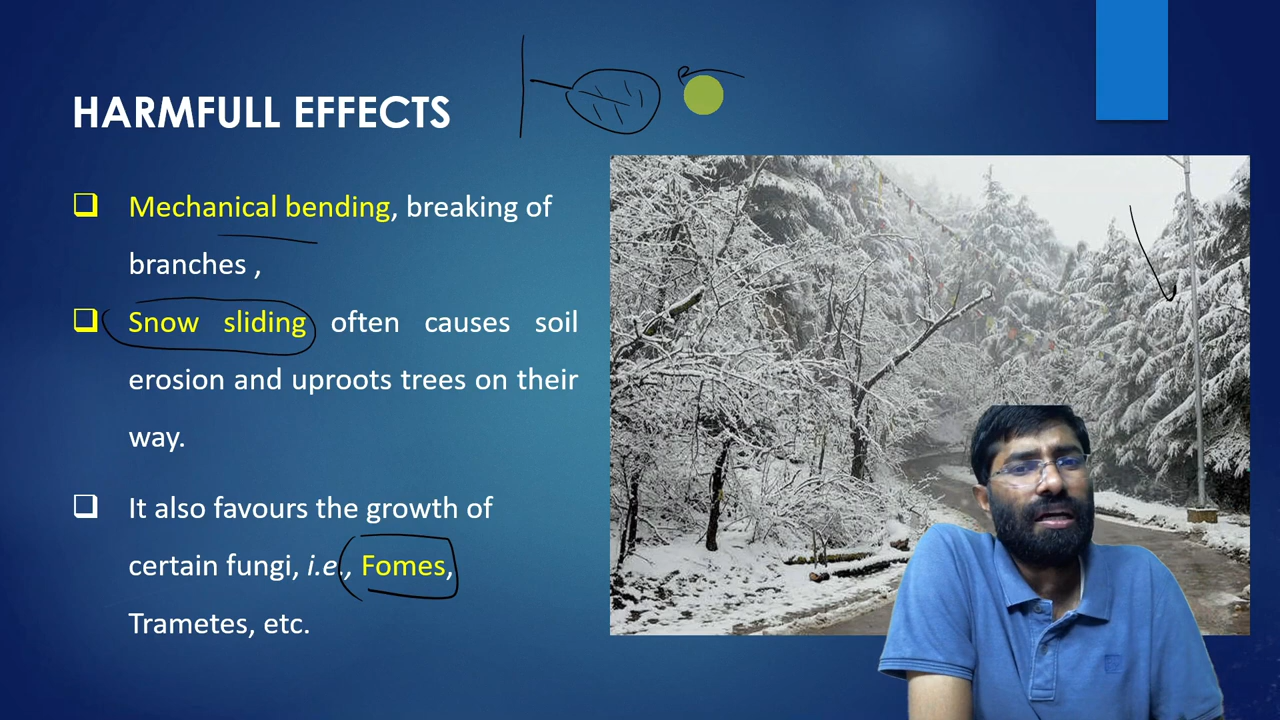 HARMFULL EFFECTS
Mechanical bending, breaking of
branches ,
Snow sliding often causes soil
erosion and uproots trees on their
way.
It also favours the growth of
certain fungi, i.e., Fomes,
Trametes, etc.